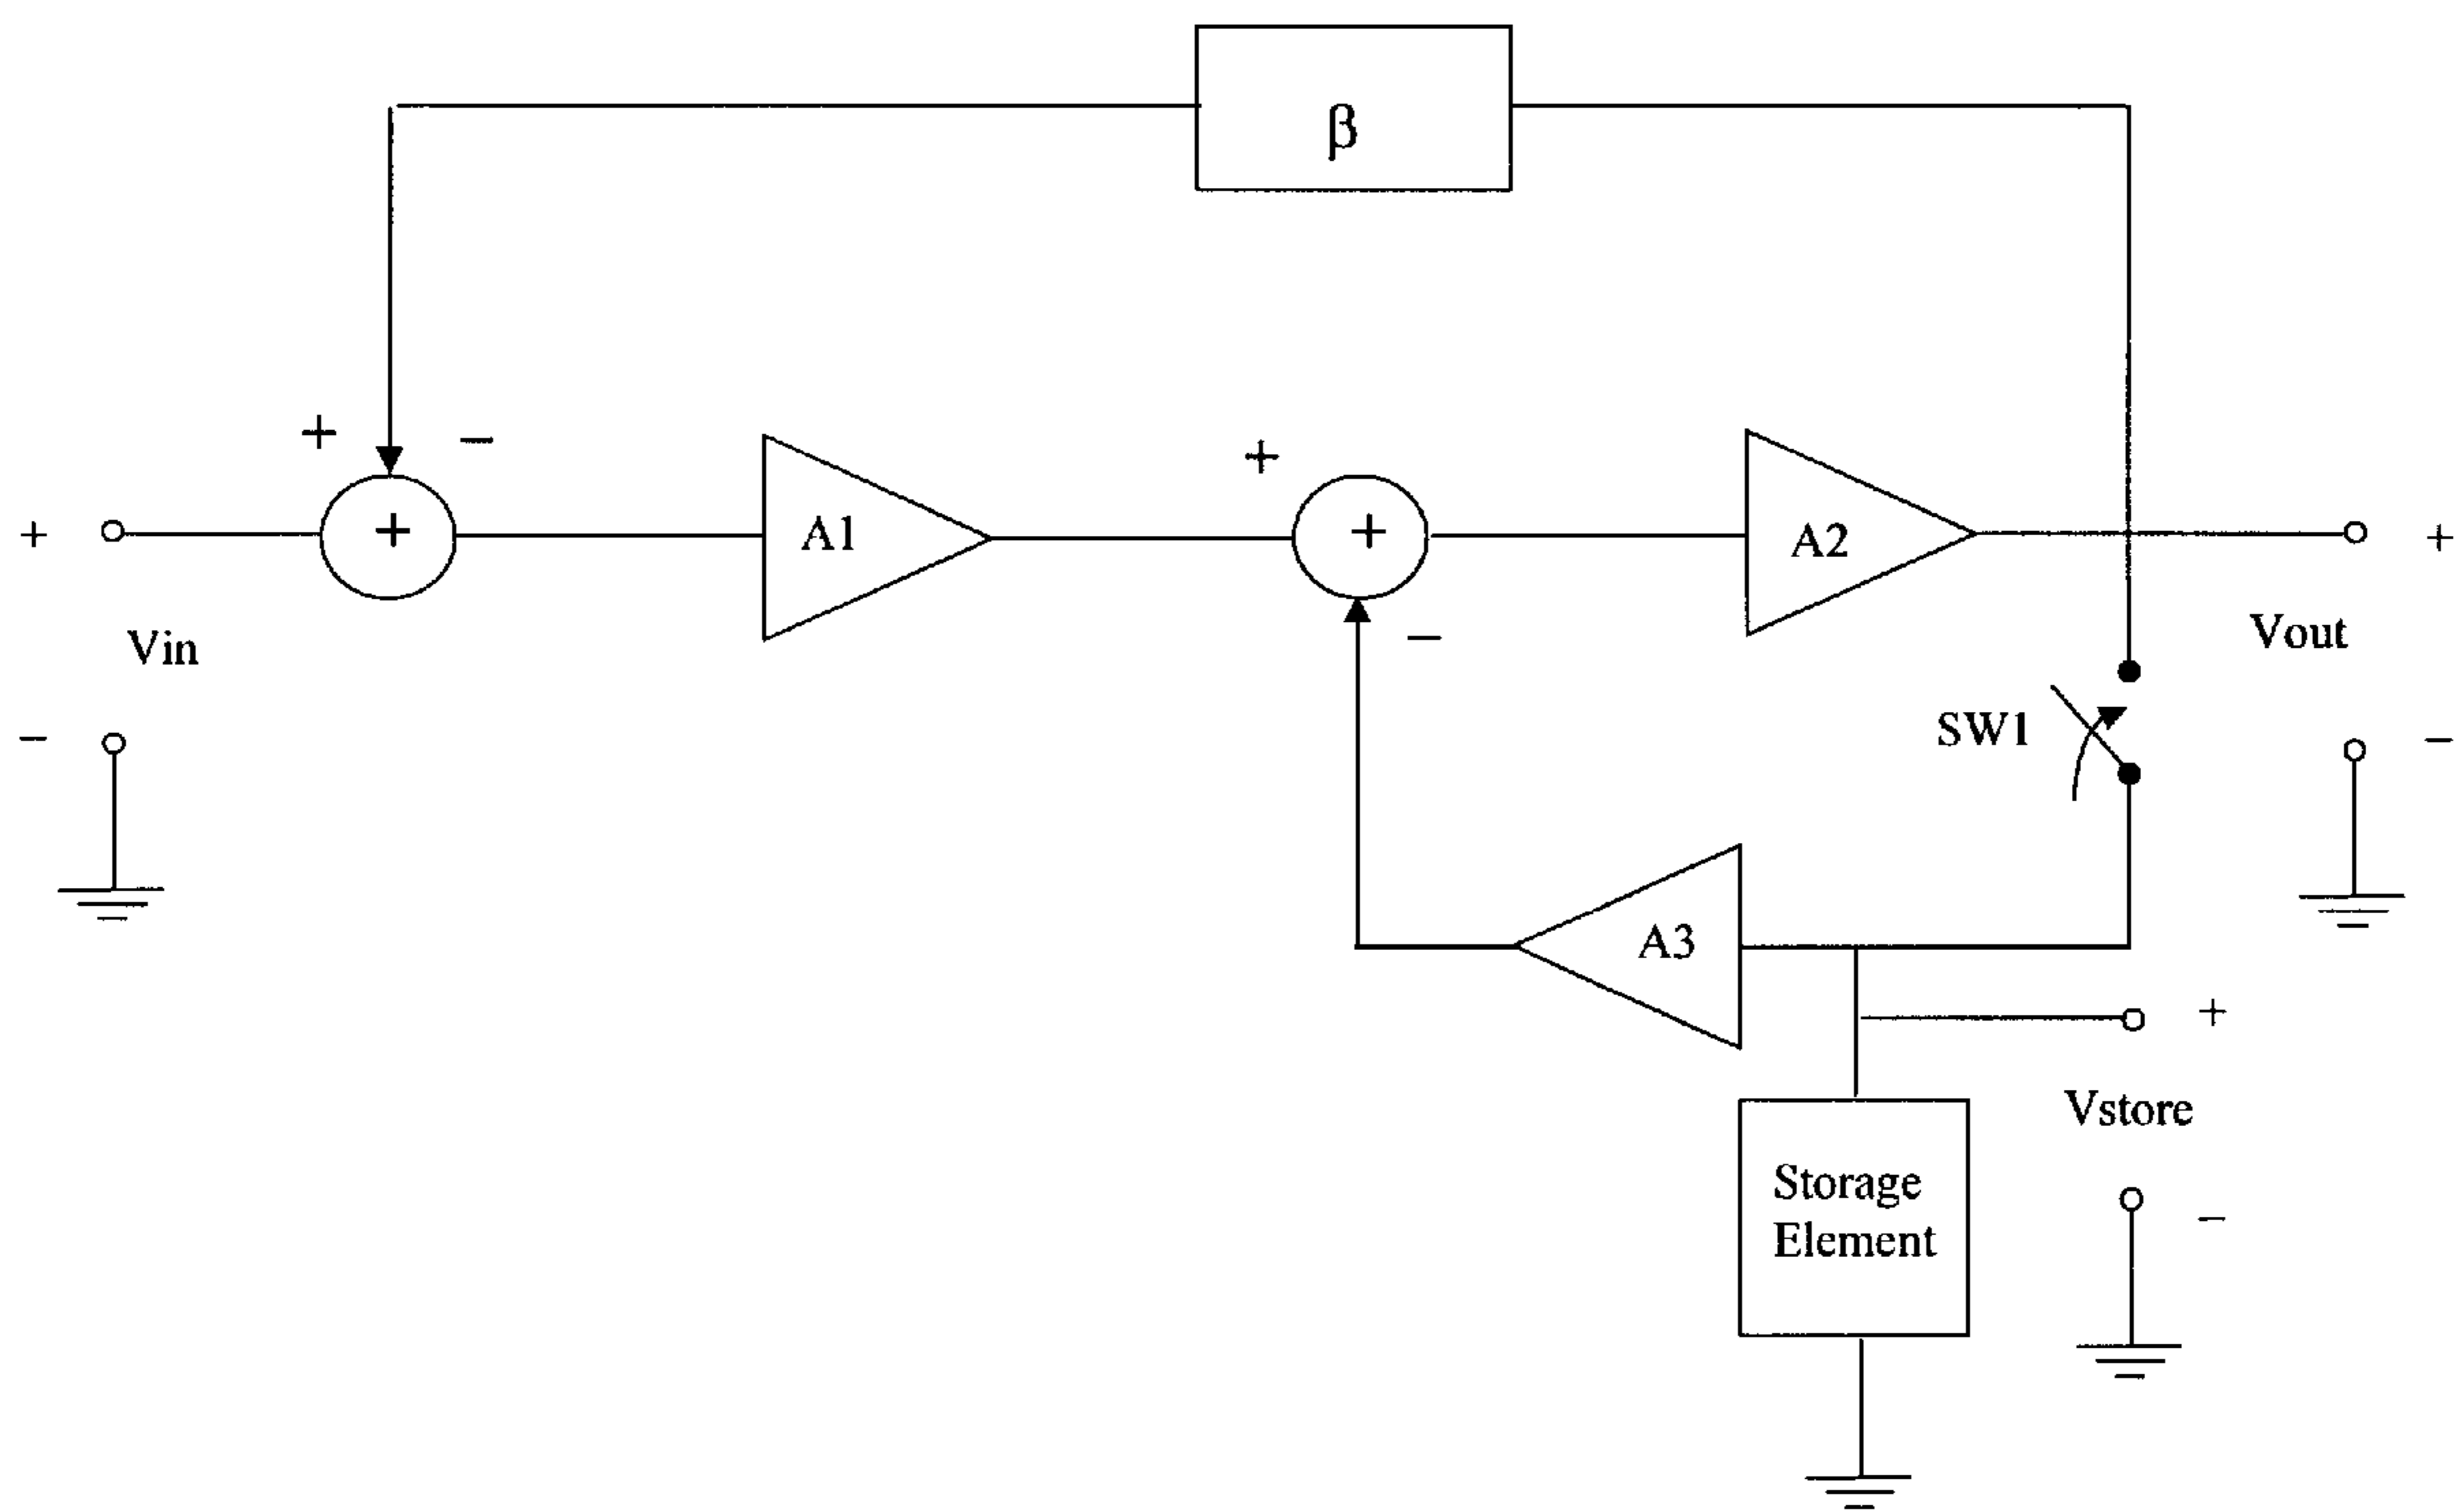 β
+
−
+
+
+
A1
+
A2
+
Vin
−
Vout
−
SW1
−
−
A3
+
Vstore
Storage
Element
−